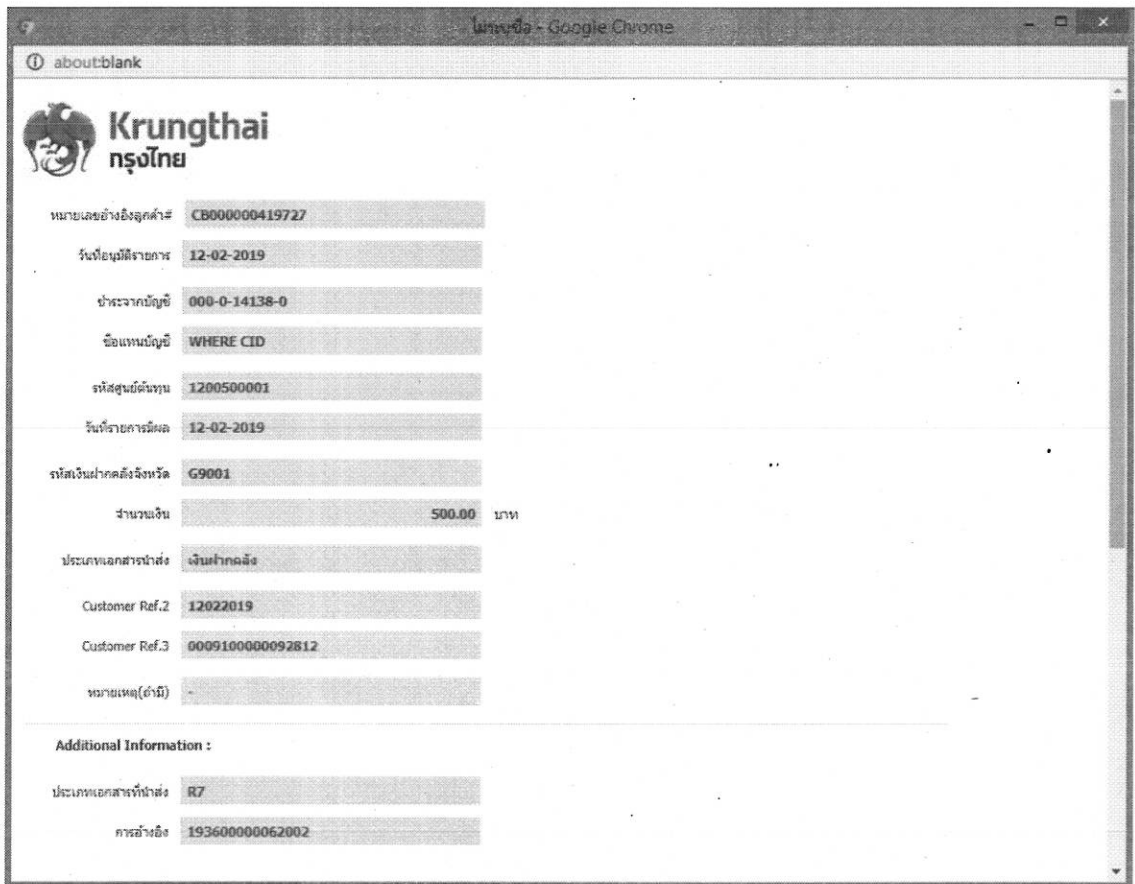 ไม่ระบุชื่อ - Google Chrome
about:blank
Krungthai
กรุงไทย
หมายเลขอ้างอิงลูกค้า# CB000000419727
วันที่อนุมัติรายการ 12-02-2019
ชำระจากบัญชี 000-0-14138-0
ชื่อแทนบัญชี WHERE CID
รหัสศูนย์ต้นทุน 1200500001
วันที่รายการมีผล 12-02-2019
รหัสเงินฝากคลังจังหวัด G9001
จำนวนเงิน 500.00 บาท
ประเภทเอกสารนำส่ง เงินฝากคลัง
Customer Ref.2 12022019
Customer Ref.3 0009100000092812
หมายเหตุ(ถ้ามี) -
Additional Information :
ประเภทเอกสารที่นำส่ง R7
การอ้างอิง 193600000062002